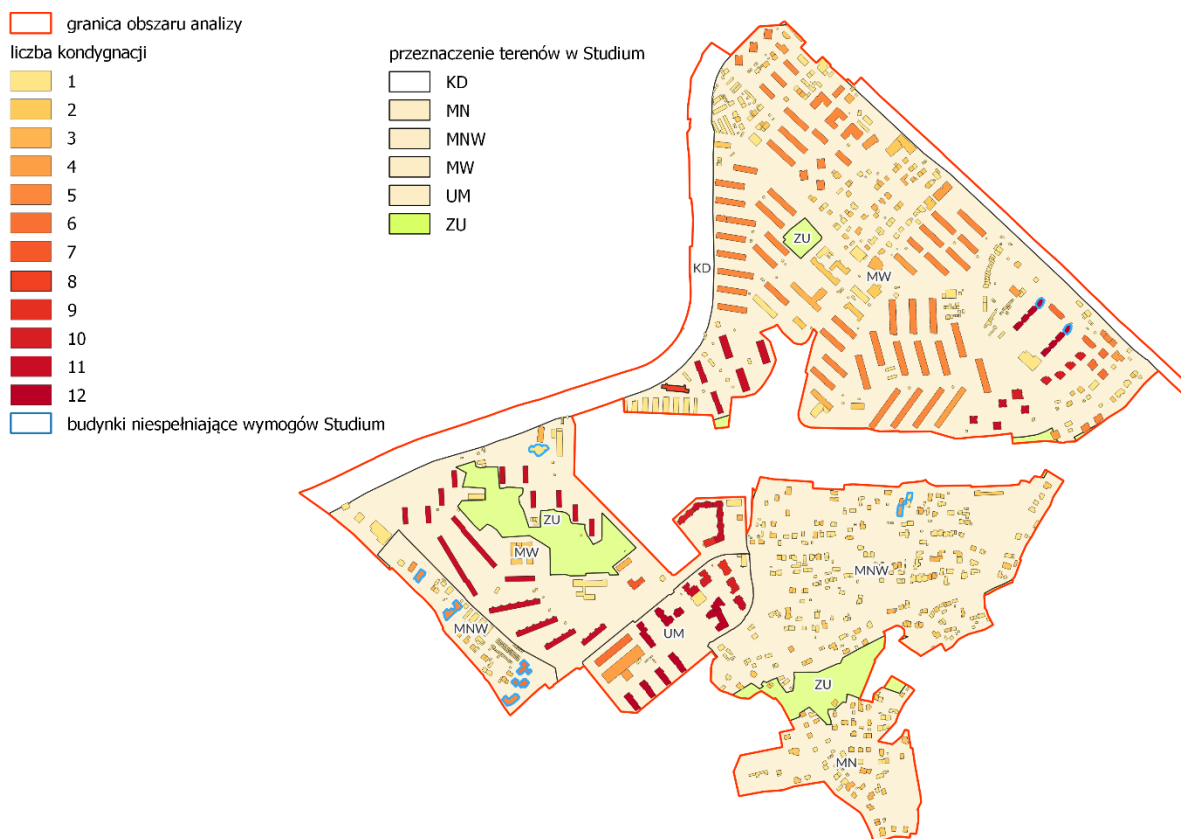 granica obszaru analizy
liczba kondygnacji
1
2
3
4
5
6
7
8
9
10
11
12
budynki niespełniające wymogów Studium
przeznaczenie terenów w Studium
KD
MN
MNW
MW
UM
ZU
ZU
KD
MW
ZU
MW
MNW
MNW
UM
ZU
MN